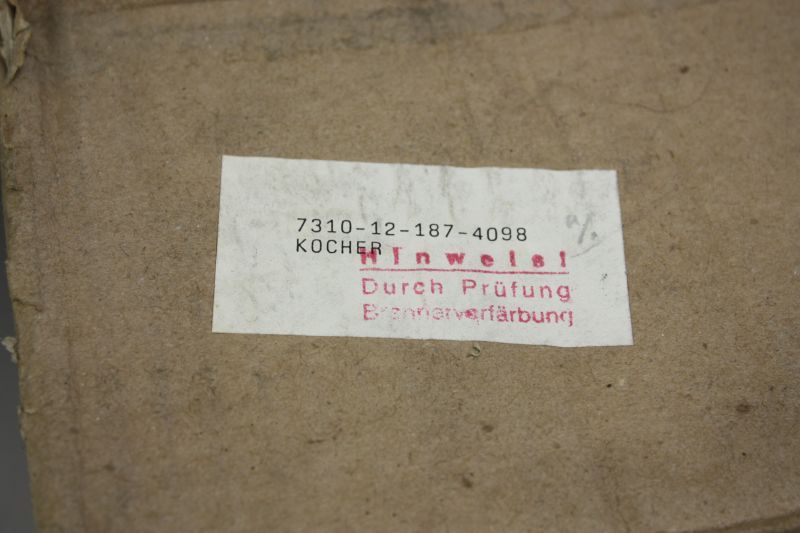 7310-12-187-4098
KOCHER
Hinweis!
Durch Prüfung
Brennerverfärbung